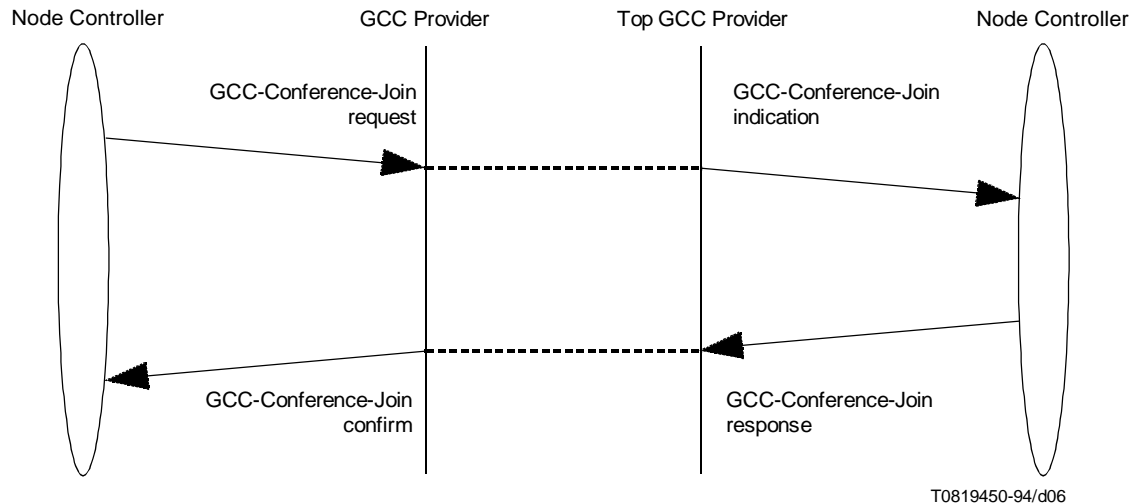 Node Controller
GCC Provider
Top GCC Provider
Node Controller
GCC-Conference-Join
request
GCC-Conference-Join
indication
GCC-Conference-Join
confirm
GCC-Conference-Join
response
T0819450-94/d06